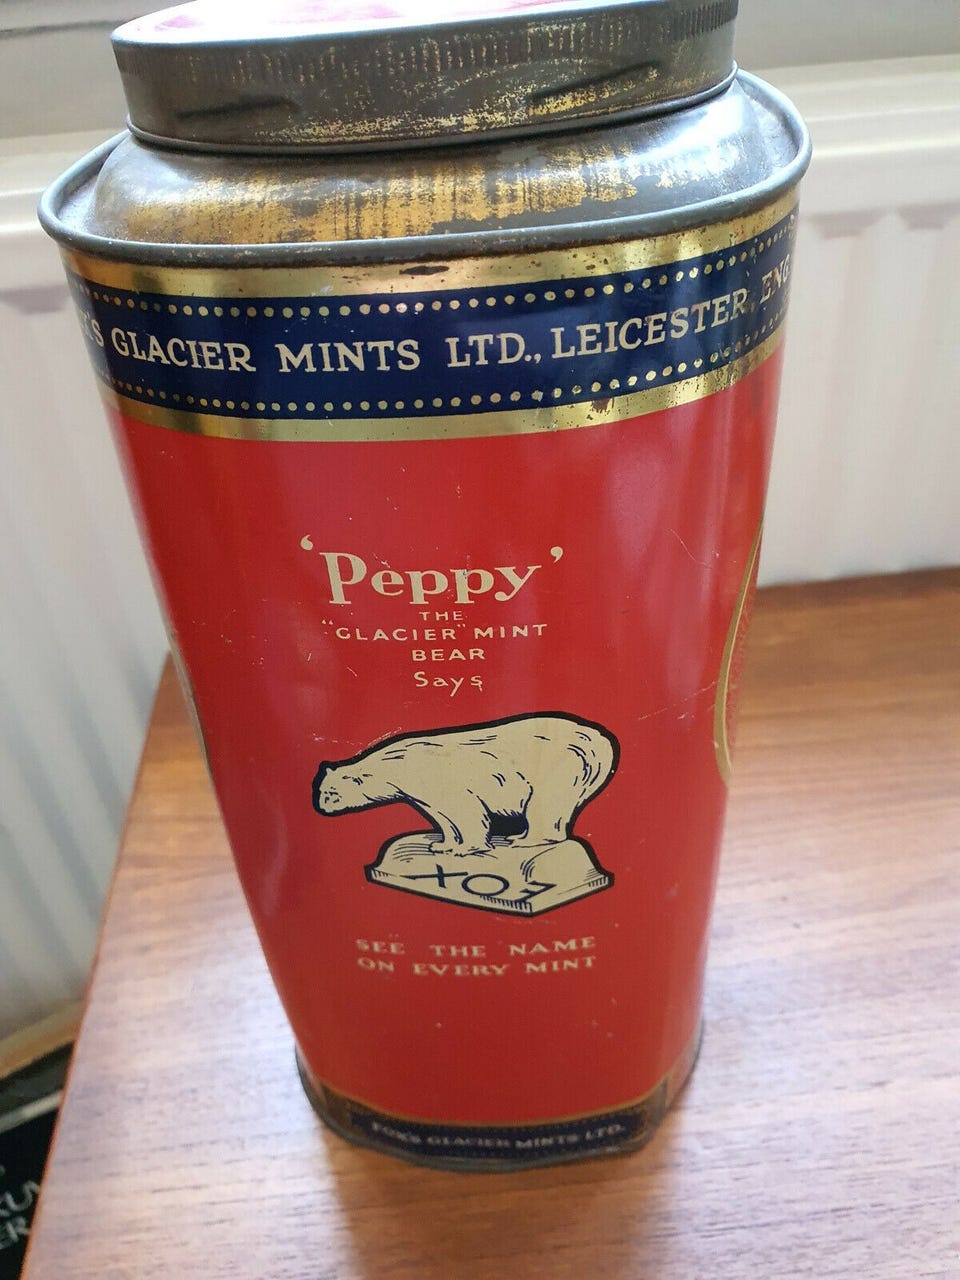 GLACIER MINTS LTD., LEICESTER, ENG.
'Peppy'
THE
"GLACIER" MINT
BEAR
Says
FOX
SEE THE NAME
ON EVERY MINT
FOX'S GLACIER MINTS LTD.